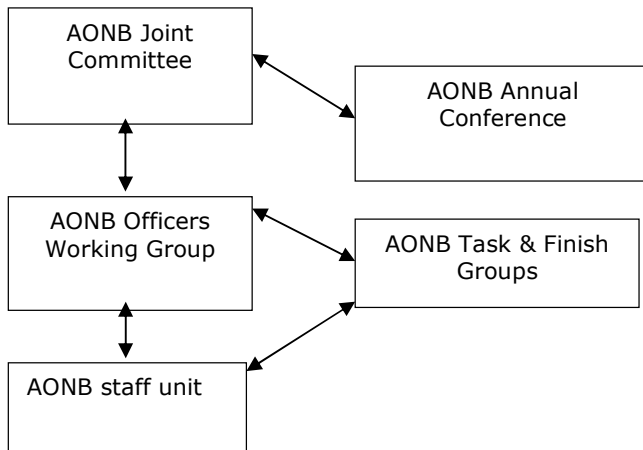 AONB Joint
Committee
AONB Annual
Conference
AONB Officers
Working Group
AONB Task & Finish
Groups
AONB staff unit